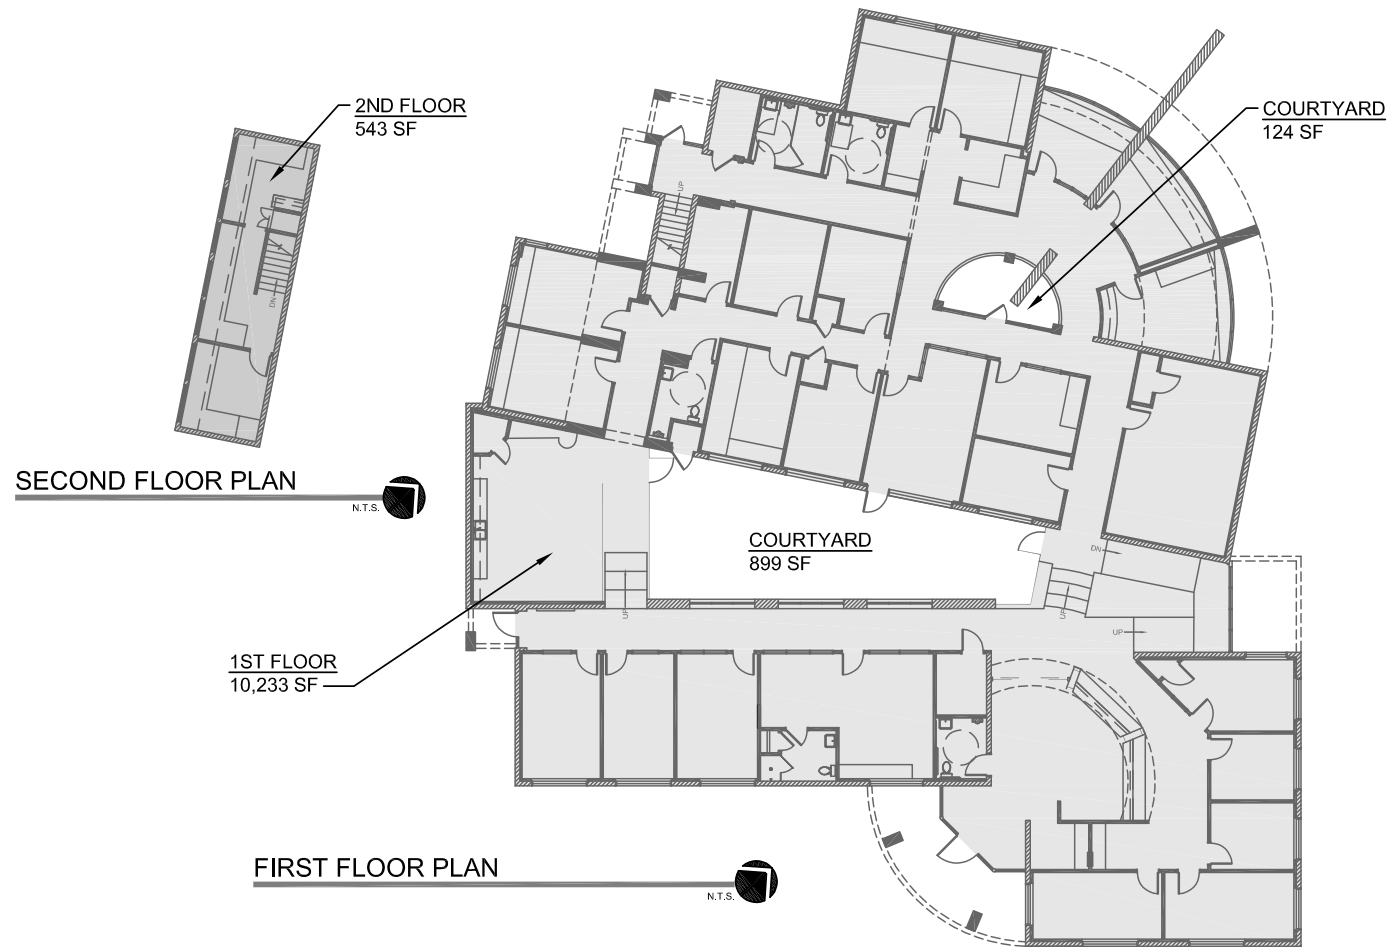 2ND FLOOR
543 SF
COURTYARD
124 SF
UP
DN
SECOND FLOOR PLAN
N.T.S.
COURTYARD
899 SF
DN
UP
UP
UP
1ST FLOOR
10,233 SF
FIRST FLOOR PLAN
N.T.S.